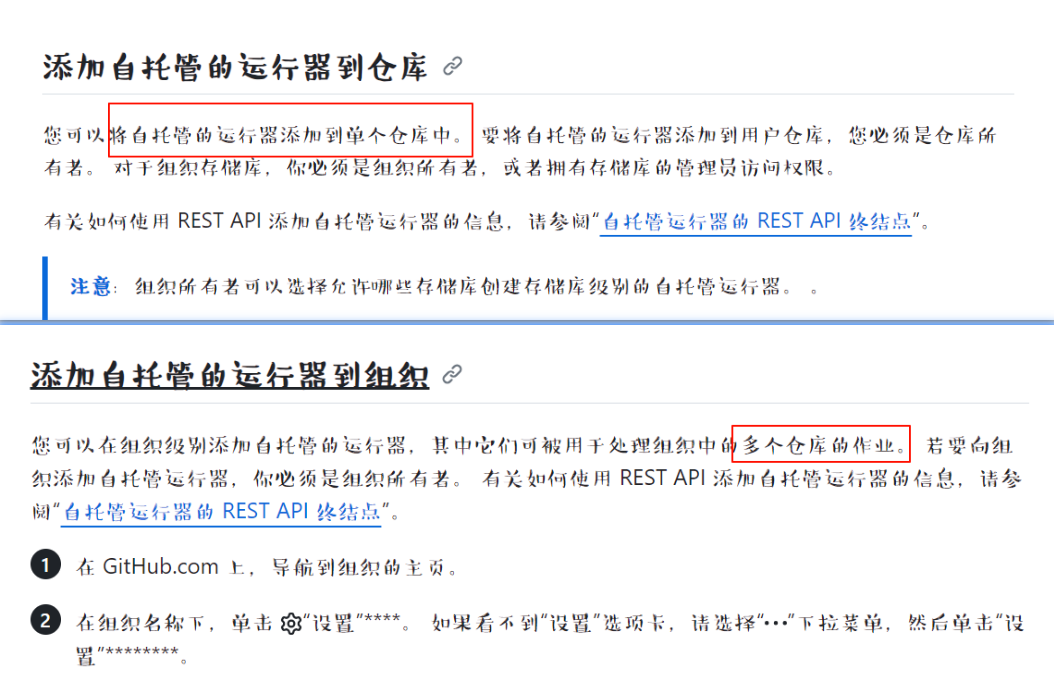 添加自托管的运行器到仓库
您可以将自托管的运行器添加到单个仓库中。 要将自托管的运行器添加到用户仓库，您必须是仓库所
有者。 对于组织存储库，你必须是组织所有者，或者拥有存储库的管理员访问权限。
有关如何使用 REST API 添加自托管运行器的信息，请参阅“自托管运行器的 REST API 终结点”。
注意： 组织所有者可以选择允许哪些存储库创建存储库级别的自托管运行器。 。
添加自托管的运行器到组织
您可以在组织级别添加自托管的运行器，其中它们可被用于处理组织中的多个仓库的作业。 若要向组
织添加自托管运行器，你必须是组织所有者。 有关如何使用 REST API 添加自托管运行器的信息，请参
阅“自托管运行器的 REST API 终结点”。
1 在 GitHub.com 上，导航到组织的主页。
2 在组织名称下，单击 “设置”****。 如果看不到“设置”选项卡，请选择“···”下拉菜单，然后单击“设
置”********。